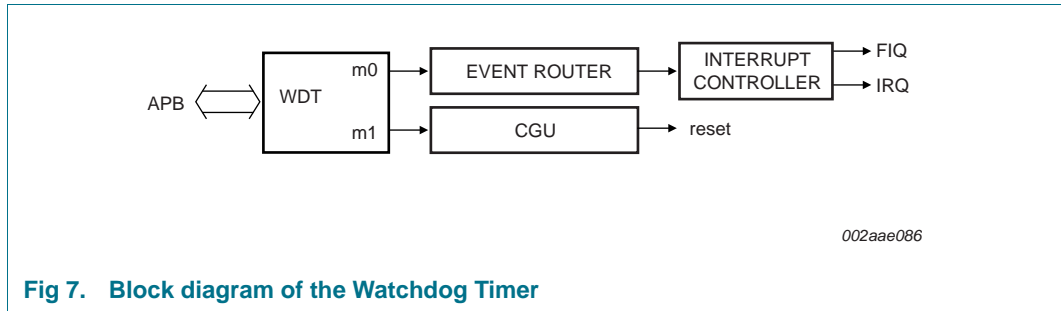 APB
WDT
m0
m1
EVENT ROUTER
CGU
INTERRUPT
CONTROLLER
FIQ
IRQ
reset
002aae086
Fig 7. Block diagram of the Watchdog Timer